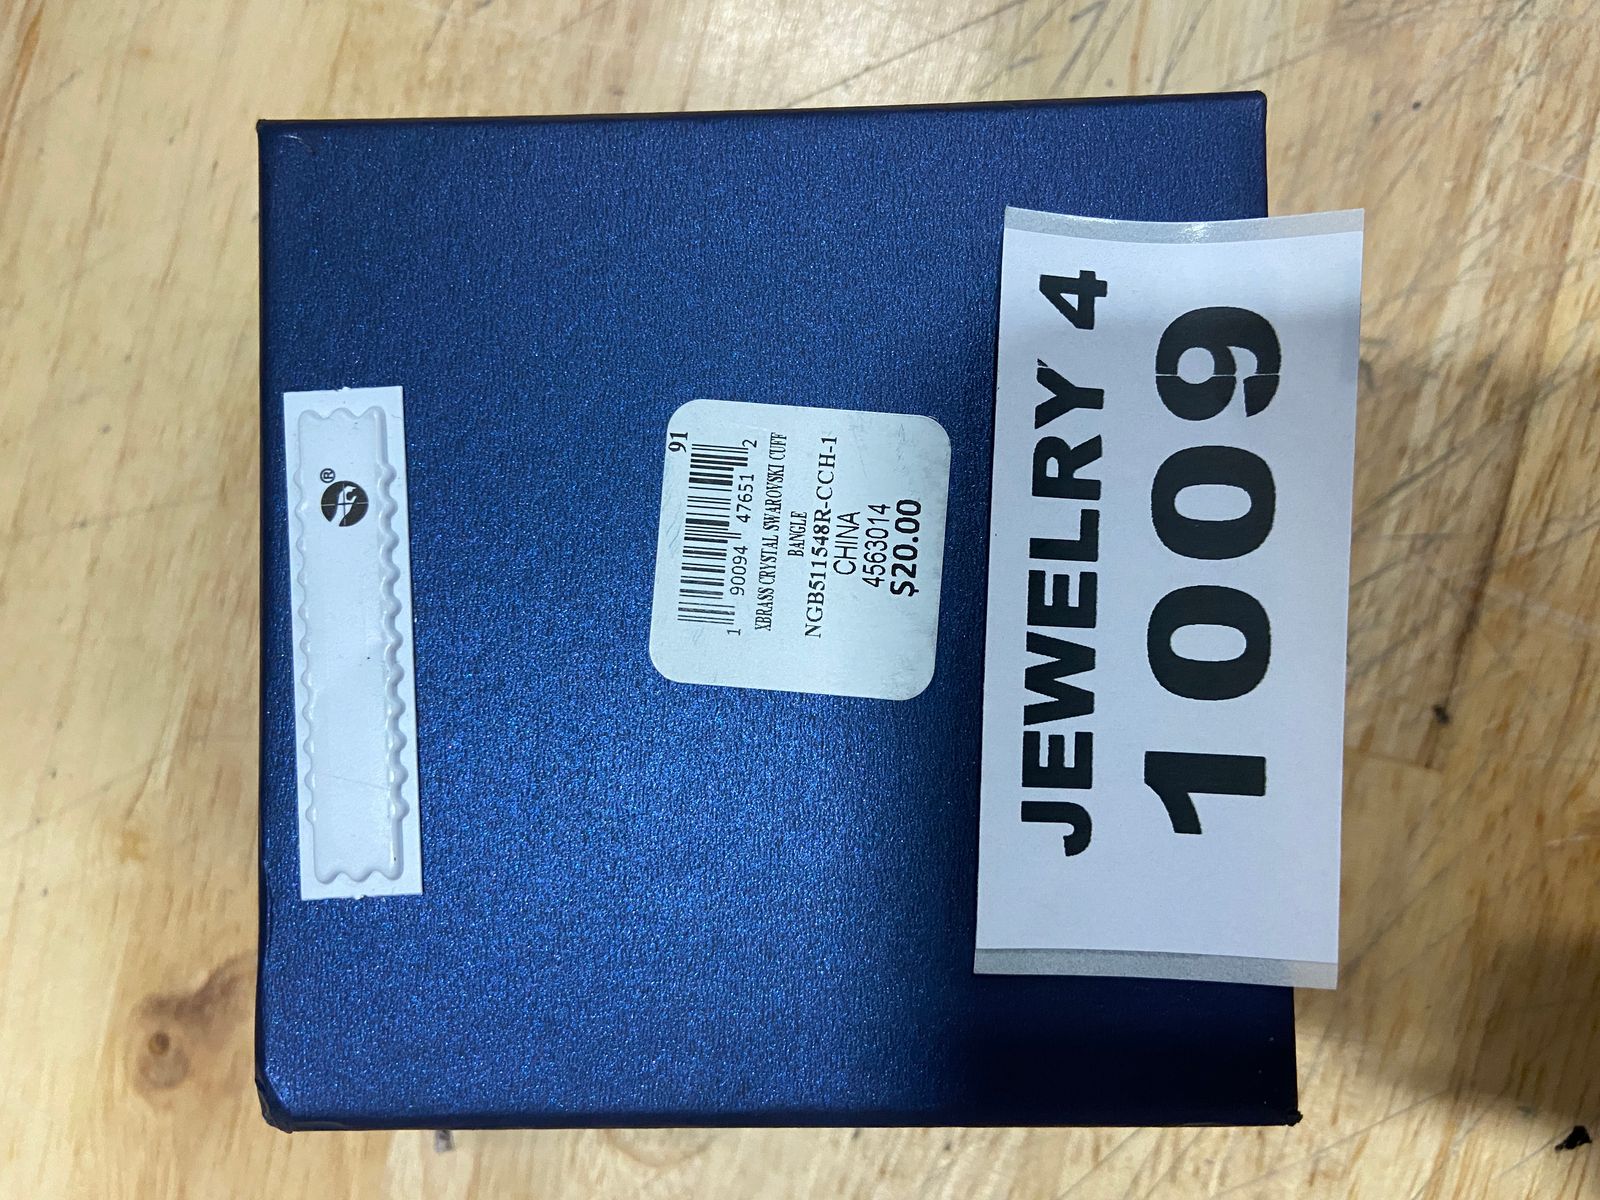 ®
91
1 90094 47651 2
XBRASS CRYSTAL SWAROVSKI CUFF
BANGLE
NGB511548R-CCH-1
CHINA
4563014
$20.00
JEWELRY 4
1009